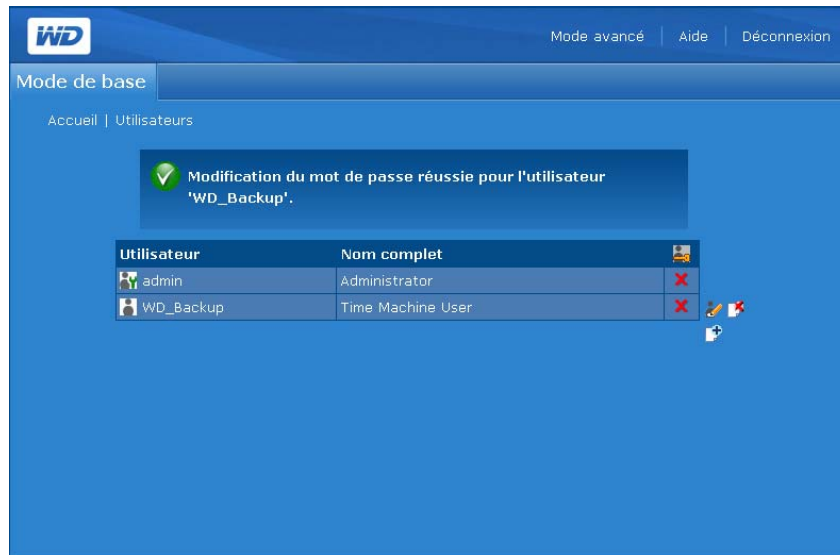 WD
Mode avancé | Aide | Déconnexion
Mode de base
Accueil | Utilisateurs
Modification du mot de passe réussie pour l'utilisateur
'WD_Backup'.
Utilisateur Nom complet
admin Administrator
WD_Backup Time Machine User